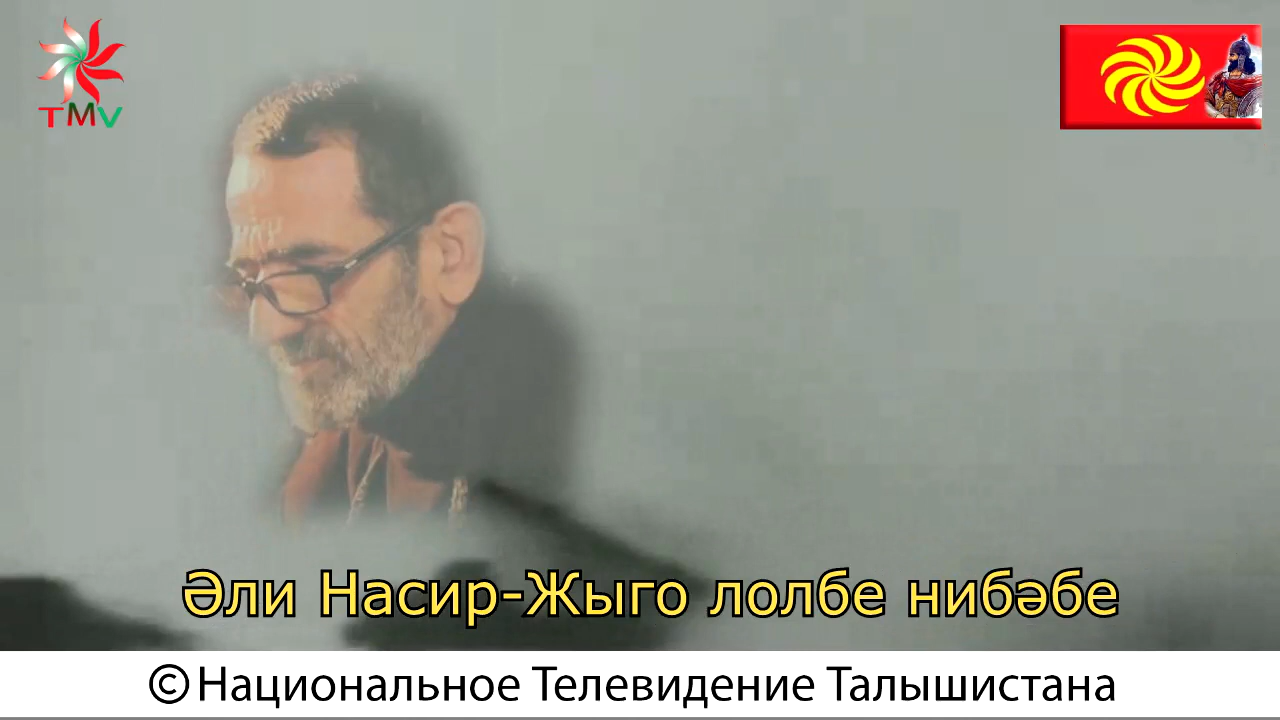 TMV
Әли Насир-Жыго лолбе нибәбе
©Национальное Телевидение Талышистана